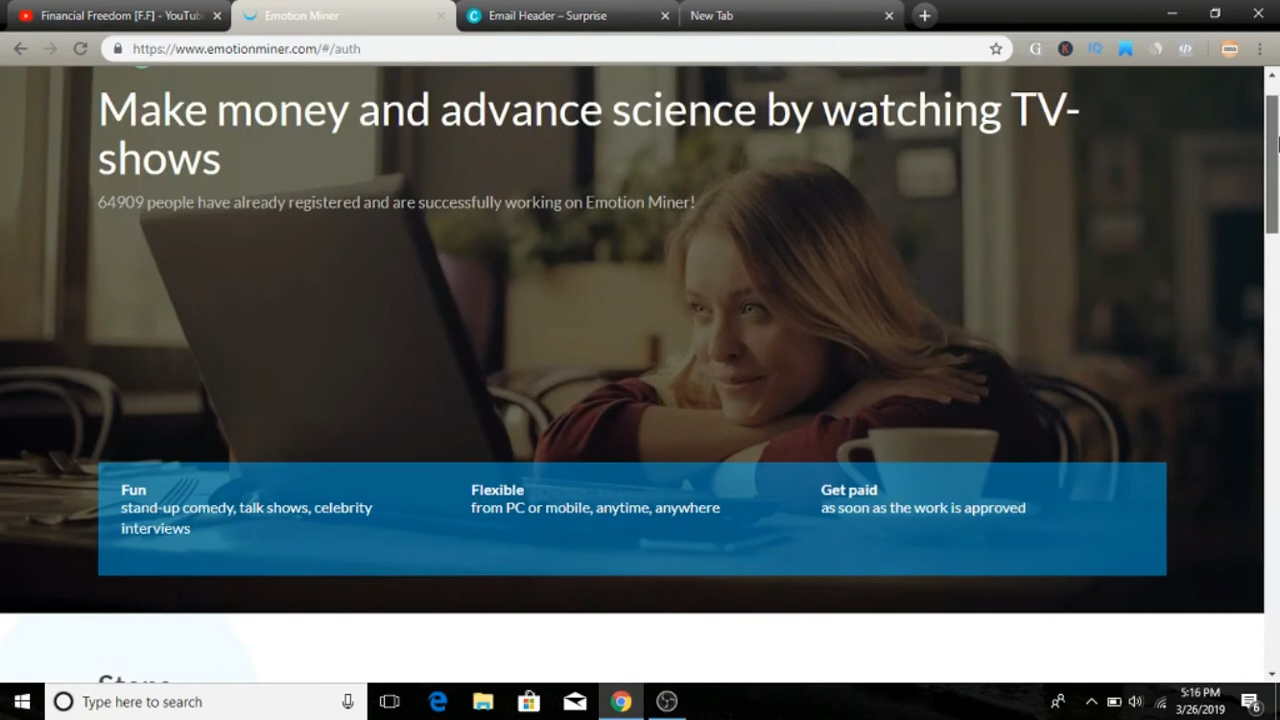 Financial Freedom [F.F] - YouTub
Emotion Miner
Email Header – Surprise
New Tab
https://www.emotionminer.com/#/auth
Make money and advance science by watching TV-
shows
64909 people have already registered and are successfully working on Emotion Miner!
Fun
stand-up comedy, talk shows, celebrity
interviews
Flexible
from PC or mobile, anytime, anywhere
Get paid
as soon as the work is approved
Steps
Type here to search
5:16 PM
3/26/2019
6